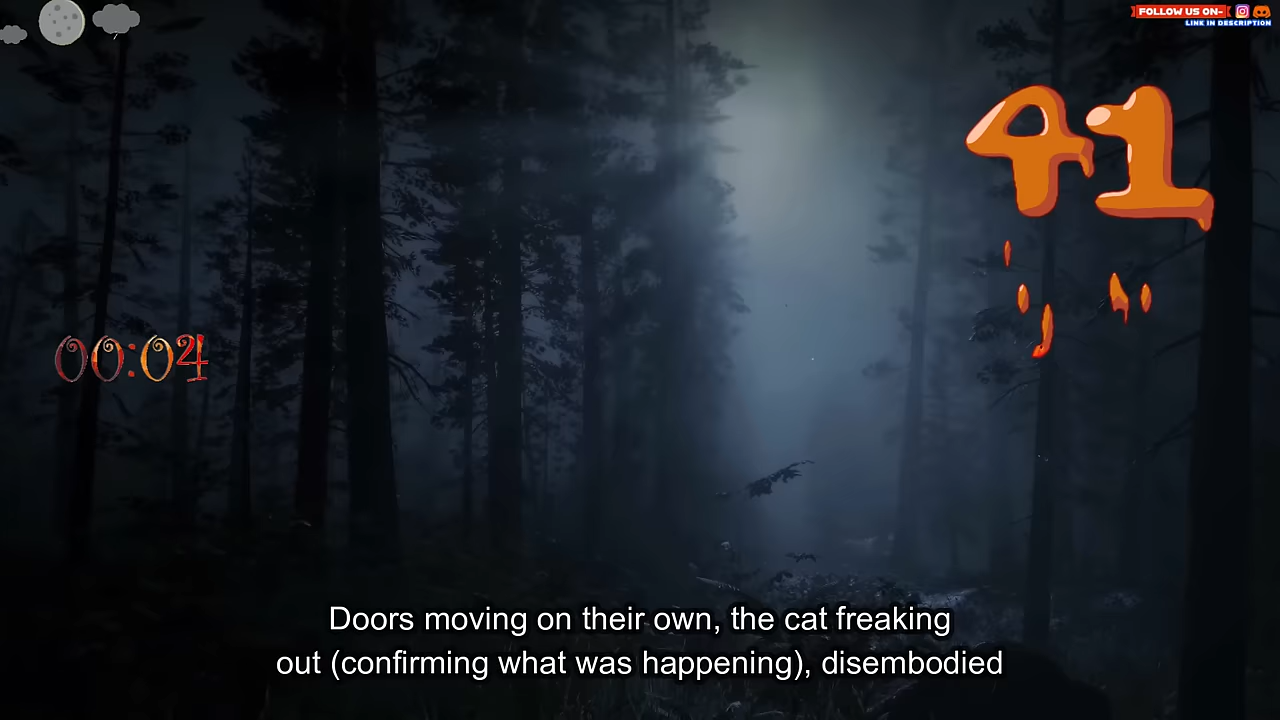 FOLLOW US ON-
LINK IN DESCRIPTION
41
00:04
Doors moving on their own, the cat freaking
out (confirming what was happening), disembodied